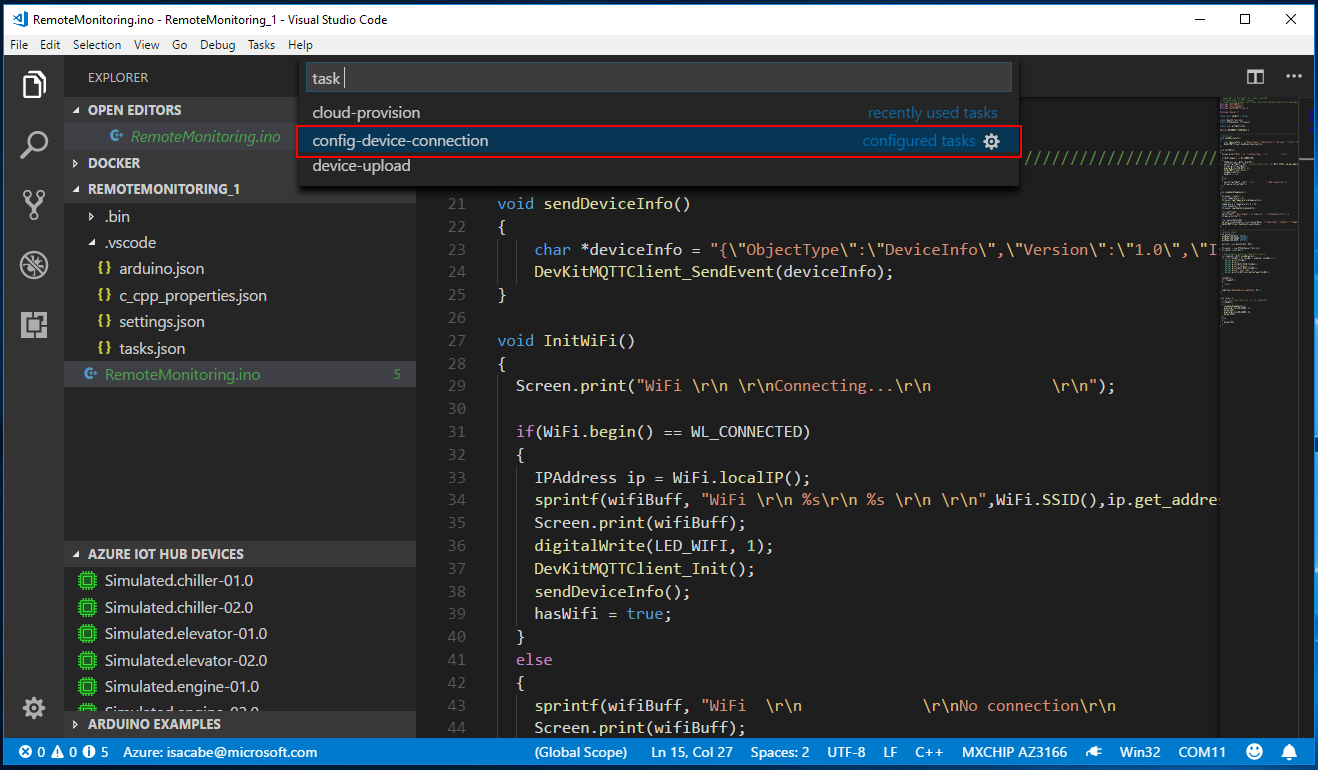 RemoteMonitoring.ino - RemoteMonitoring_1 - Visual Studio Code
File Edit Selection View Go Debug Tasks Help
EXPLORER
OPEN EDITORS
RemoteMonitoring.ino
DOCKER
REMOTEMONITORING_1
.bin
.vscode
{} arduino.json
{} c_cpp_properties.json
{} settings.json
{} tasks.json
RemoteMonitoring.ino 5
AZURE IOT HUB DEVICES
Simulated.chiller-01.0
Simulated.chiller-02.0
Simulated.elevator-01.0
Simulated.elevator-02.0
Simulated.engine-01.0
Simulated.engine-02.0
ARDUINO EXAMPLES
task
cloud-provision recently used tasks
config-device-connection configured tasks
device-upload
/////////////////////
21 void sendDeviceInfo()
22 {
23 char *deviceInfo = "{\"ObjectType\":\"DeviceInfo\",\"Version\":\"1.0\",\"I
24 DevKitMQTTClient_SendEvent(deviceInfo);
25 }
26
27 void InitWiFi()
28 {
29 Screen.print("WiFi \r\n \r\nConnecting...\r\n \r\n");
30
31 if(WiFi.begin() == WL_CONNECTED)
32 {
33 IPAddress ip = WiFi.localIP();
34 sprintf(wifiBuff, "WiFi \r\n %s\r\n %s \r\n \r\n",WiFi.SSID(),ip.get_addres
35 Screen.print(wifiBuff);
36 digitalWrite(LED_WIFI, 1);
37 DevKitMQTTClient_Init();
38 sendDeviceInfo();
39 hasWifi = true;
40 }
41 else
42 {
43 sprintf(wifiBuff, "WiFi \r\n \r\nNo connection\r\n
44 Screen.print(wifiBuff);
0 0 5 Azure: isacabe@microsoft.com (Global Scope) Ln 15, Col 27 Spaces: 2 UTF-8 LF C++ MXCHIP AZ3166 Win32 COM11